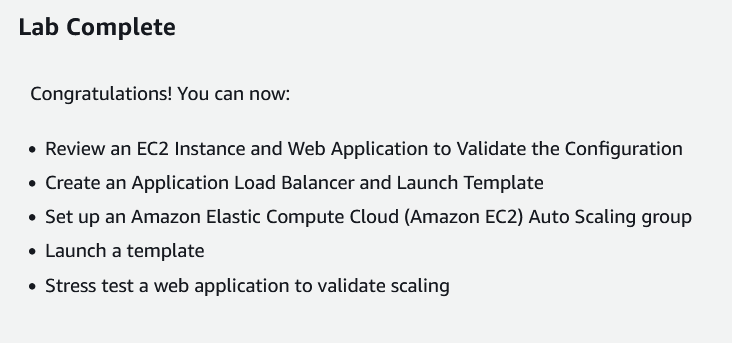 Lab Complete
Congratulations! You can now:
• Review an EC2 Instance and Web Application to Validate the Configuration
• Create an Application Load Balancer and Launch Template
• Set up an Amazon Elastic Compute Cloud (Amazon EC2) Auto Scaling group
• Launch a template
• Stress test a web application to validate scaling